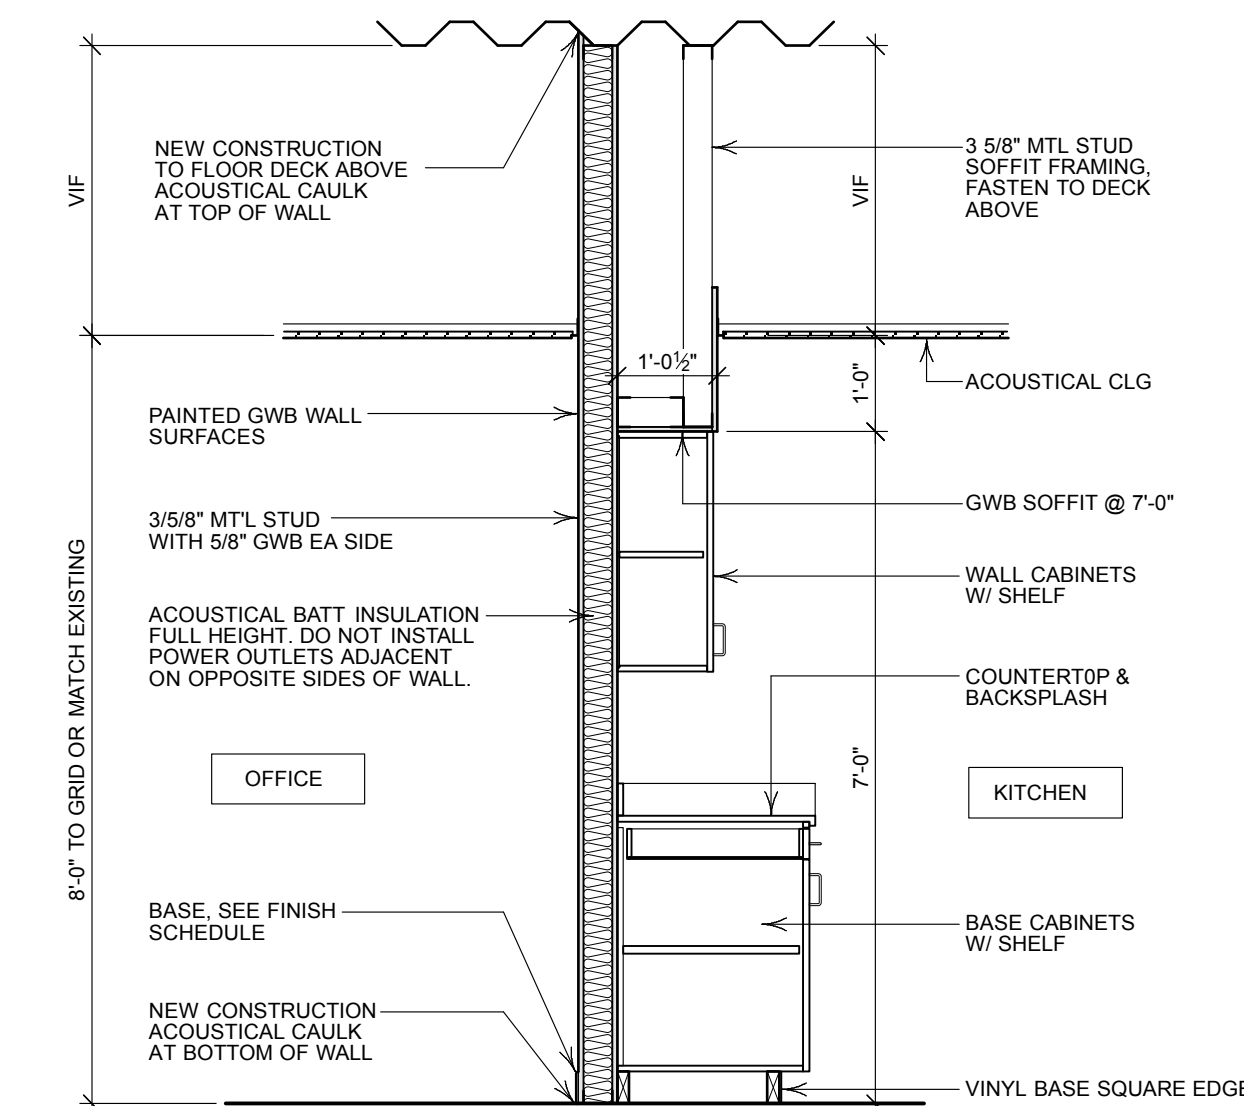 NEW CONSTRUCTION
TO FLOOR DECK ABOVE
ACOUSTICAL CAULK
AT TOP OF WALL
VIF
VIF
3 5/8" MTL STUD
SOFFIT FRAMING,
FASTEN TO DECK
ABOVE
1'-0½"
1'-0"
ACOUSTICAL CLG
PAINTED GWB WALL
SURFACES
GWB SOFFIT @ 7'-0"
3/5/8" MT'L STUD
WITH 5/8" GWB EA SIDE
WALL CABINETS
W/ SHELF
ACOUSTICAL BATT INSULATION
FULL HEIGHT. DO NOT INSTALL
POWER OUTLETS ADJACENT
ON OPPOSITE SIDES OF WALL.
COUNTERT0P &
BACKSPLASH
8'-0" TO GRID OR MATCH EXISTING
OFFICE
7'-0"
KITCHEN
BASE, SEE FINISH
SCHEDULE
BASE CABINETS
W/ SHELF
NEW CONSTRUCTION
ACOUSTICAL CAULK
AT BOTTOM OF WALL
VINYL BASE SQUARE EDGE